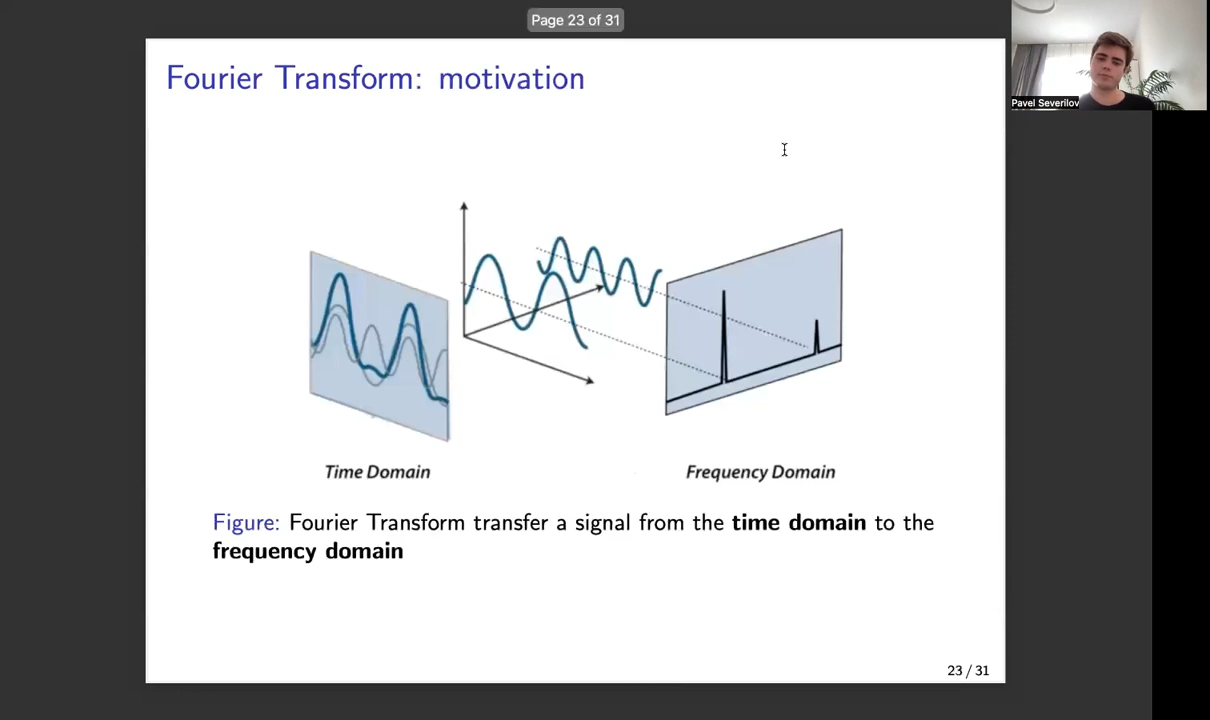 Page 23 of 31
Pavel Severilov
Fourier Transform: motivation
Time Domain
Frequency Domain
Figure: Fourier Transform transfer a signal from the time domain to the
frequency domain
23 / 31